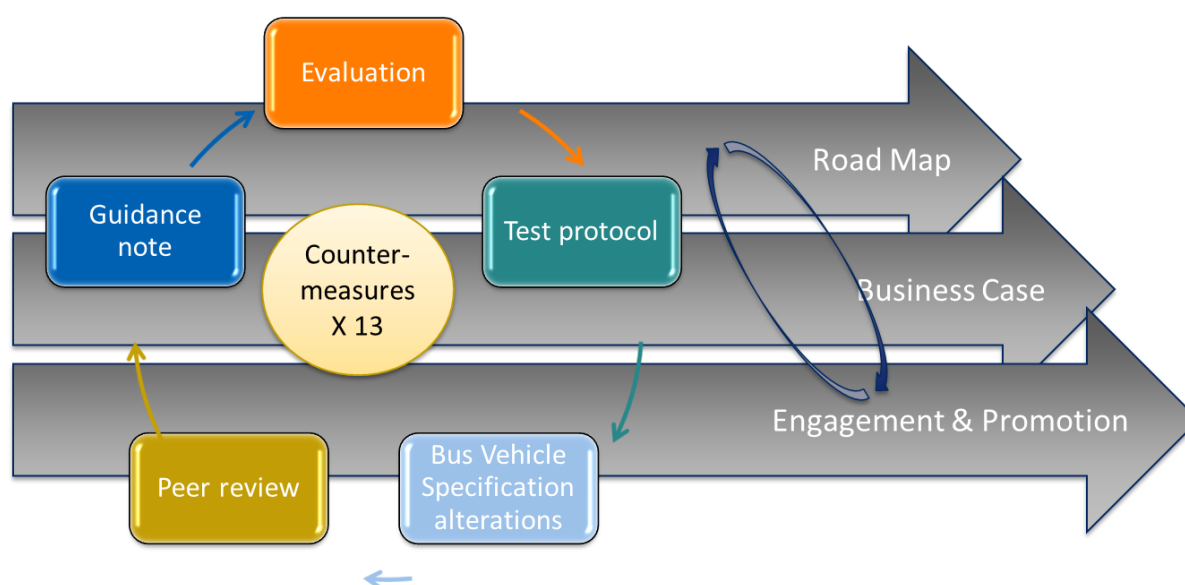 Evaluation
Road Map
Guidance
note
Test protocol
Counter-
measures
X 13
Business Case
Engagement & Promotion
Peer review
Bus Vehicle
Specification
alterations